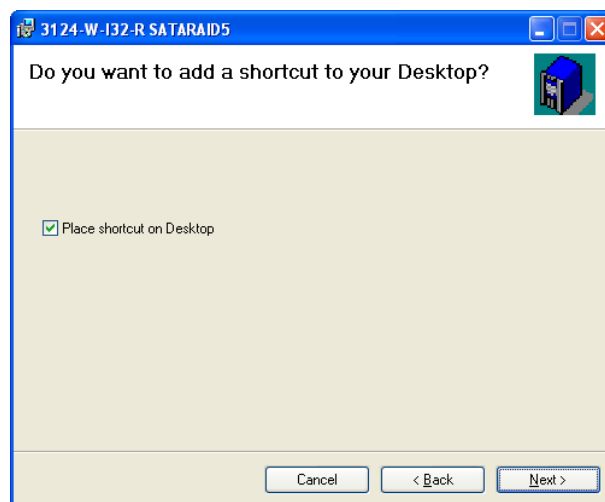 3124-W-I32-R SATARAID5
Do you want to add a shortcut to your Desktop?
Place shortcut on Desktop
Cancel
< Back
Next >